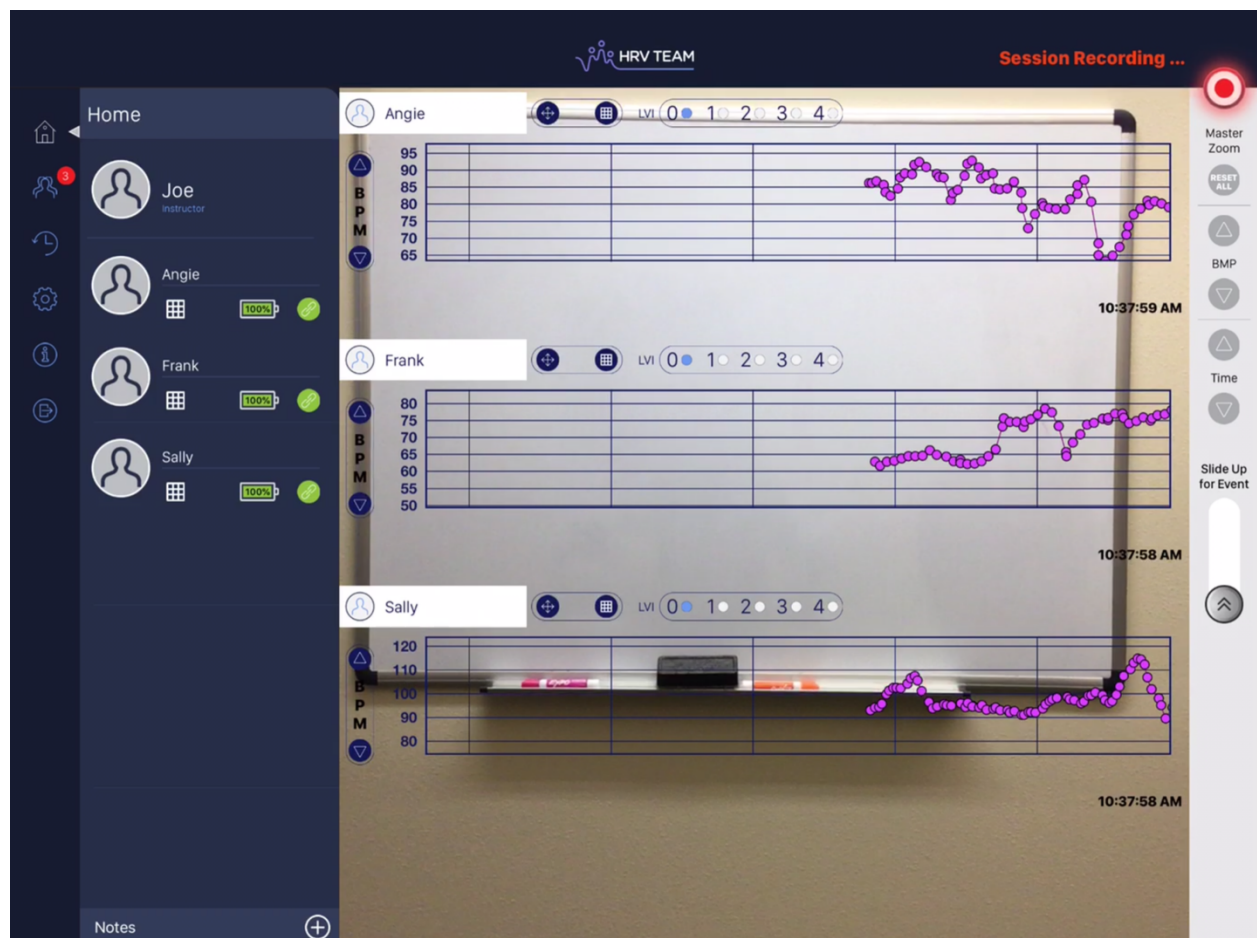 HRV TEAM
Session Recording ...
Home
3
Joe
Instructor
Angie
100%
Frank
100%
Sally
100%
Notes
Angie
LVI 0 1 2 3 4
95
90
85
80
75
70
65
BPM
10:37:59 AM
Frank
LVI 0 1 2 3 4
80
75
70
65
60
55
50
BPM
10:37:58 AM
Sally
LVI 0 1 2 3 4
120
110
100
90
80
BPM
10:37:58 AM
Master
Zoom
RESET
ALL
BMP
Time
Slide Up
for Event